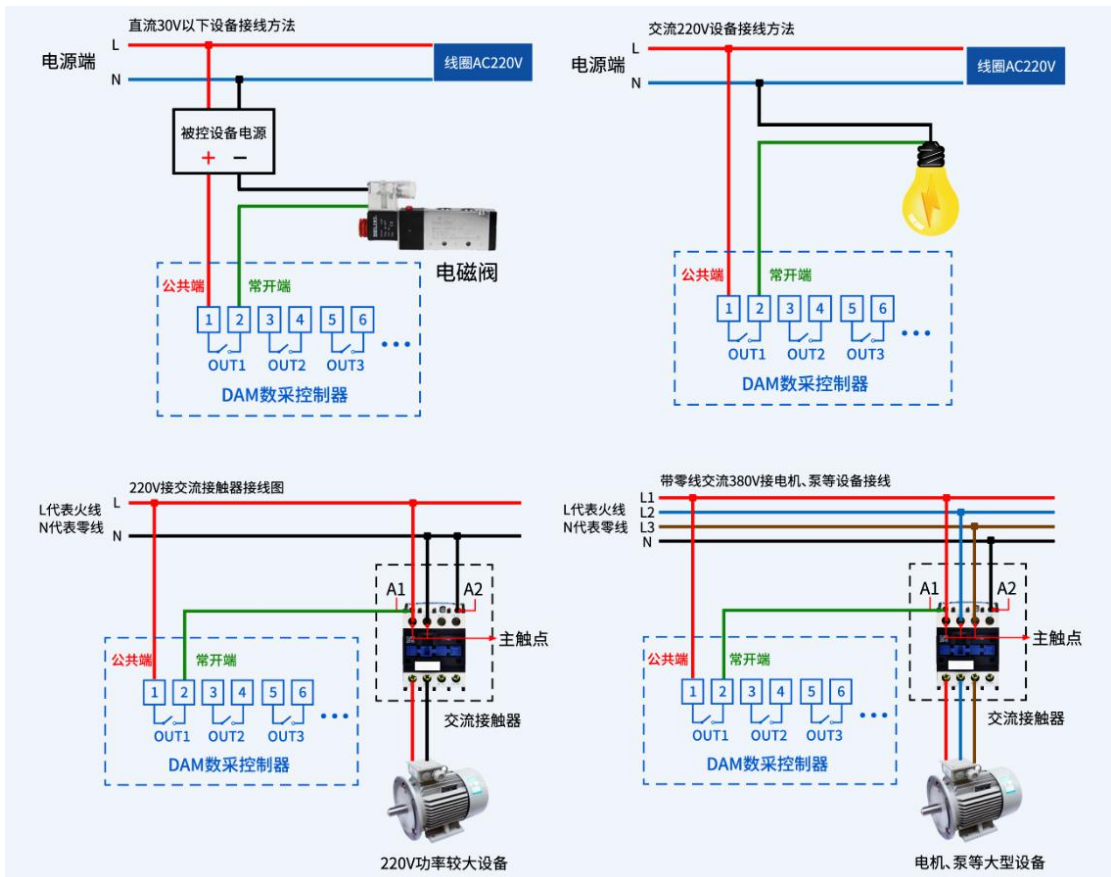 直流30V以下设备接线方法
L
电源端
N
线圈AC220V
被控设备电源
+ −
电磁阀
公共端 常开端
1 2 3 4 5 6
OUT1 OUT2 OUT3
DAM数采控制器
交流220V设备接线方法
L
电源端
N
线圈AC220V
公共端 常开端
1 2 3 4 5 6
OUT1 OUT2 OUT3
DAM数采控制器
220V接交流接触器接线图
L
L代表火线
N代表零线
N
A1 A2
主触点
公共端 常开端
1 2 3 4 5 6
OUT1 OUT2 OUT3
交流接触器
DAM数采控制器
220V功率较大设备
带零线交流380V接电机、泵等设备接线
L1
L代表火线 L2
N代表零线 L3
N
A1 A2
主触点
公共端 常开端
1 2 3 4 5 6
OUT1 OUT2 OUT3
交流接触器
DAM数采控制器
电机、泵等大型设备